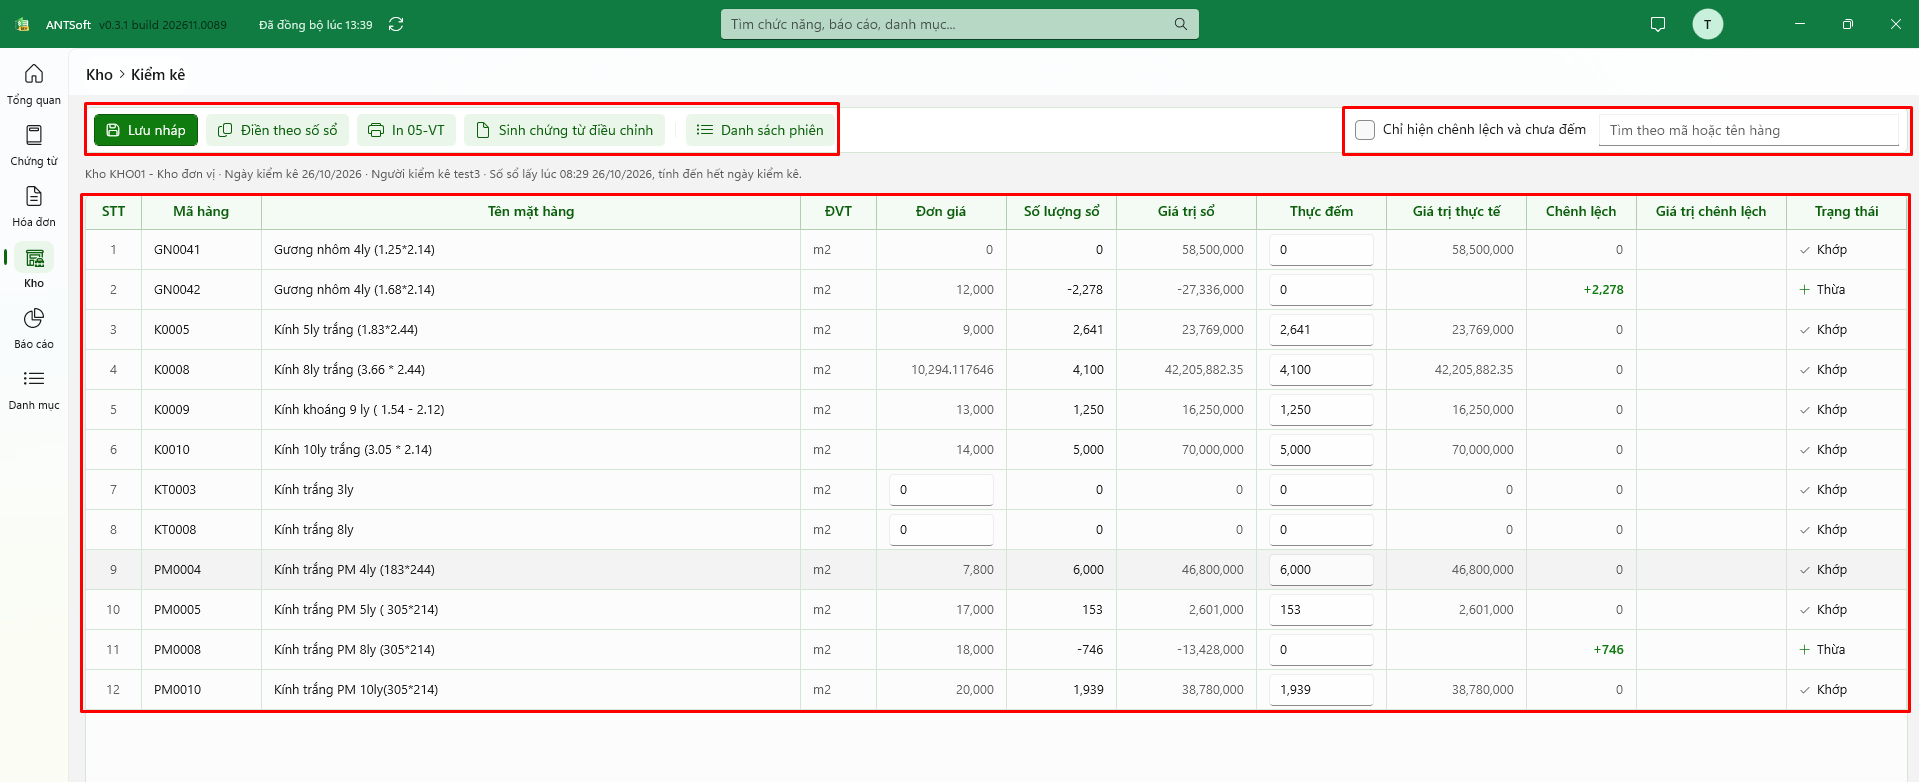 ANTSoft v0.3.1 build 202611.0089 Đã đồng bộ lúc 13:39 Tìm chức năng, báo cáo, danh mục... T
Tổng quan
Chứng từ
Hóa đơn
Kho
Báo cáo
Danh mục
Kho > Kiểm kê
Lưu nháp Điền theo số sổ In 05-VT Sinh chứng từ điều chỉnh Danh sách phiên Chỉ hiện chênh lệch và chưa đếm Tìm theo mã hoặc tên hàng
Kho KHO01 - Kho đơn vị · Ngày kiểm kê 26/10/2026 · Người kiểm kê test3 · Số sổ lấy lúc 08:29 26/10/2026, tính đến hết ngày kiểm kê.
STT Mã hàng Tên mặt hàng ĐVT Đơn giá Số lượng sổ Giá trị sổ Thực đếm Giá trị thực tế Chênh lệch Giá trị chênh lệch Trạng thái
1 GN0041 Gương nhôm 4ly (1.25*2.14) m2 0 0 58,500,000 0 58,500,000 0 Khớp
2 GN0042 Gương nhôm 4ly (1.68*2.14) m2 12,000 -2,278 -27,336,000 0 +2,278 Thừa
3 K0005 Kính 5ly trắng (1.83*2.44) m2 9,000 2,641 23,769,000 2,641 23,769,000 0 Khớp
4 K0008 Kính 8ly trắng (3.66 * 2.44) m2 10,294.117646 4,100 42,205,882.35 4,100 42,205,882.35 0 Khớp
5 K0009 Kính khoáng 9 ly ( 1.54 - 2.12) m2 13,000 1,250 16,250,000 1,250 16,250,000 0 Khớp
6 K0010 Kính 10ly trắng (3.05 * 2.14) m2 14,000 5,000 70,000,000 5,000 70,000,000 0 Khớp
7 KT0003 Kính trắng 3ly m2 0 0 0 0 0 0 Khớp
8 KT0008 Kính trắng 8ly m2 0 0 0 0 0 0 Khớp
9 PM0004 Kính trắng PM 4ly (183*244) m2 7,800 6,000 46,800,000 6,000 46,800,000 0 Khớp
10 PM0005 Kính trắng PM 5ly ( 305*214) m2 17,000 153 2,601,000 153 2,601,000 0 Khớp
11 PM0008 Kính trắng PM 8ly (305*214) m2 18,000 -746 -13,428,000 0 +746 Thừa
12 PM0010 Kính trắng PM 10ly(305*214) m2 20,000 1,939 38,780,000 1,939 38,780,000 0 Khớp